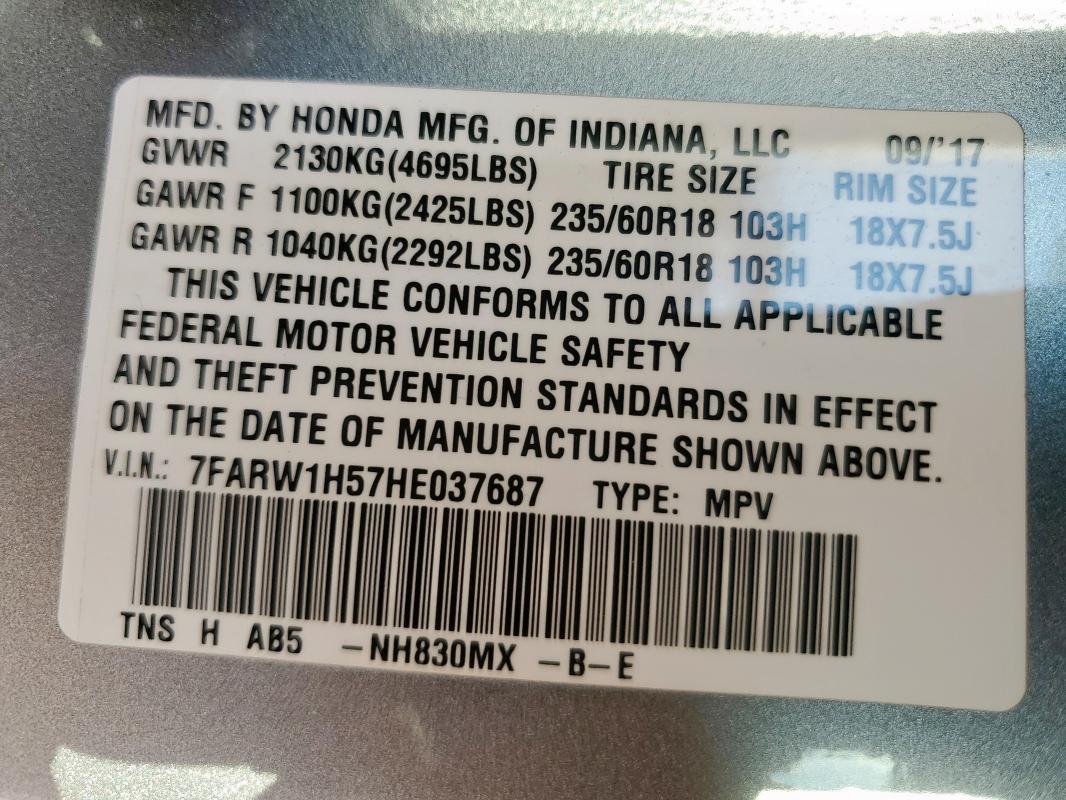 MFD. BY HONDA MFG. OF INDIANA, LLC 09/'17
GVWR 2130KG(4695LBS) TIRE SIZE RIM SIZE
GAWR F 1100KG(2425LBS) 235/60R18 103H 18X7.5J
GAWR R 1040KG(2292LBS) 235/60R18 103H 18X7.5J
THIS VEHICLE CONFORMS TO ALL APPLICABLE
FEDERAL MOTOR VEHICLE SAFETY
AND THEFT PREVENTION STANDARDS IN EFFECT
ON THE DATE OF MANUFACTURE SHOWN ABOVE.
V.I.N.: 7FARW1H57HE037687 TYPE: MPV
TNS H AB5 -NH830MX -B-E